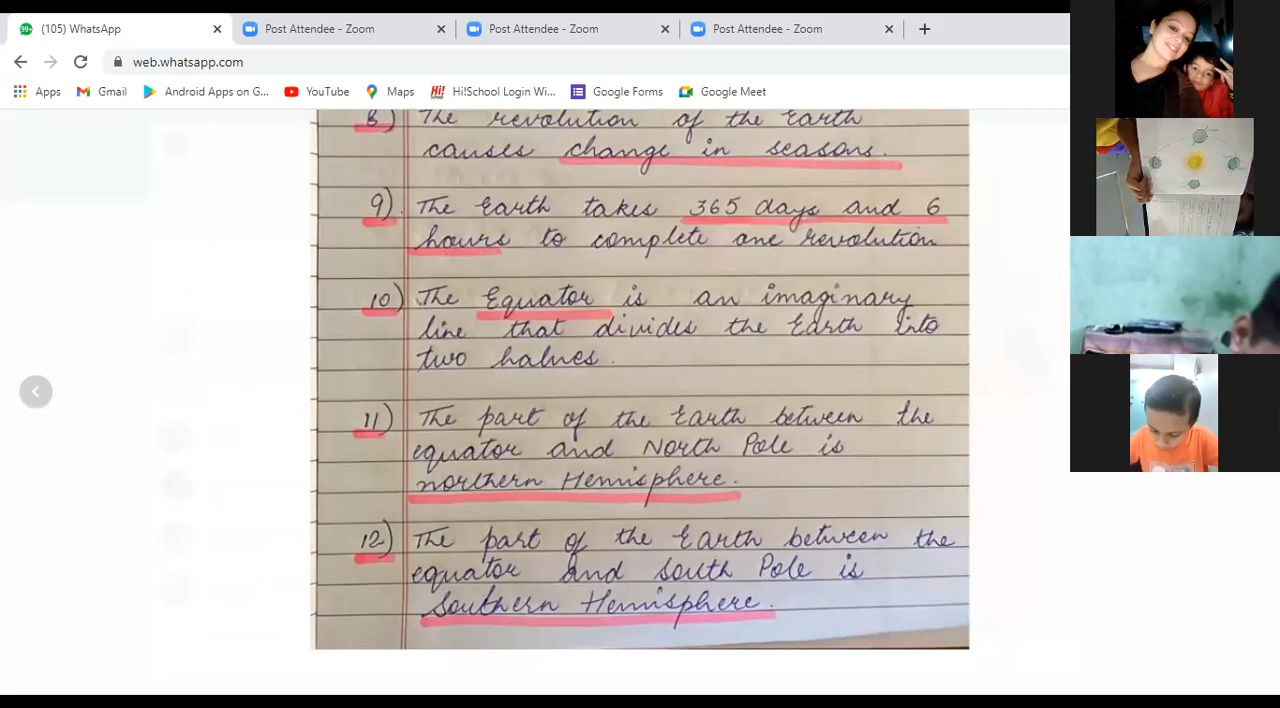 (105) WhatsApp
Post Attendee - Zoom
Post Attendee - Zoom
Post Attendee - Zoom
web.whatsapp.com
Apps
Gmail
Android Apps on G...
YouTube
Maps
Hi!School Login Wi...
Google Forms
Google Meet
8) The revolution of the Earth
causes change in seasons.
9) The Earth takes 365 days and 6
hours to complete one revolution
10) The Equator is an imaginary
line that divides the Earth into
two halves.
11) The part of the Earth between the
equator and North Pole is
northern Hemisphere.
12) The part of the Earth between the
equator and south Pole is
Southern Hemisphere.